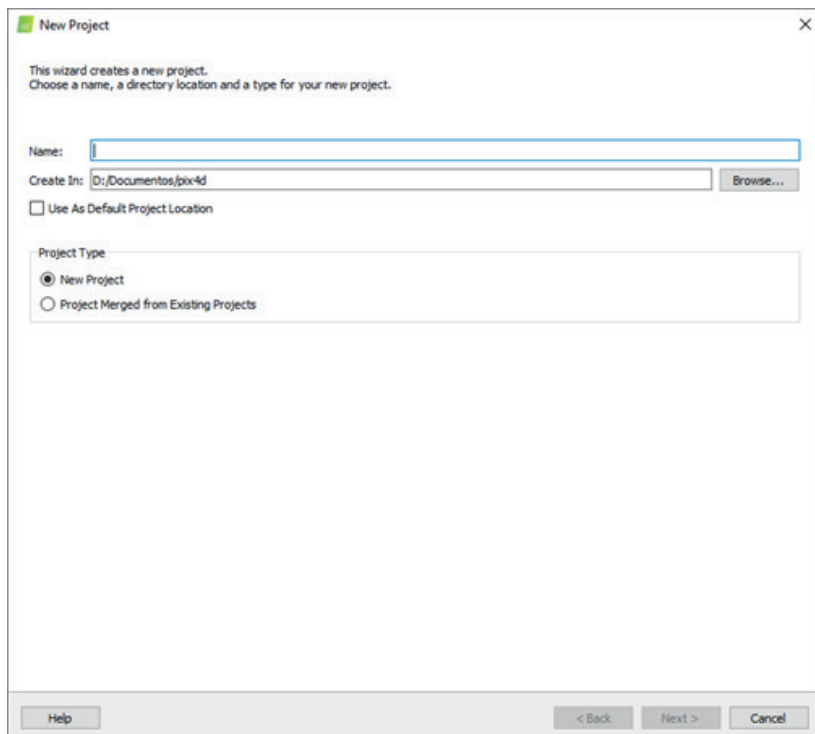 New Project
This wizard creates a new project.
Choose a name, a directory location and a type for your new project.
Name:
Create In: D:/Documentos/pix4d Browse...
Use As Default Project Location
Project Type
New Project
Project Merged from Existing Projects
Help < Back Next > Cancel